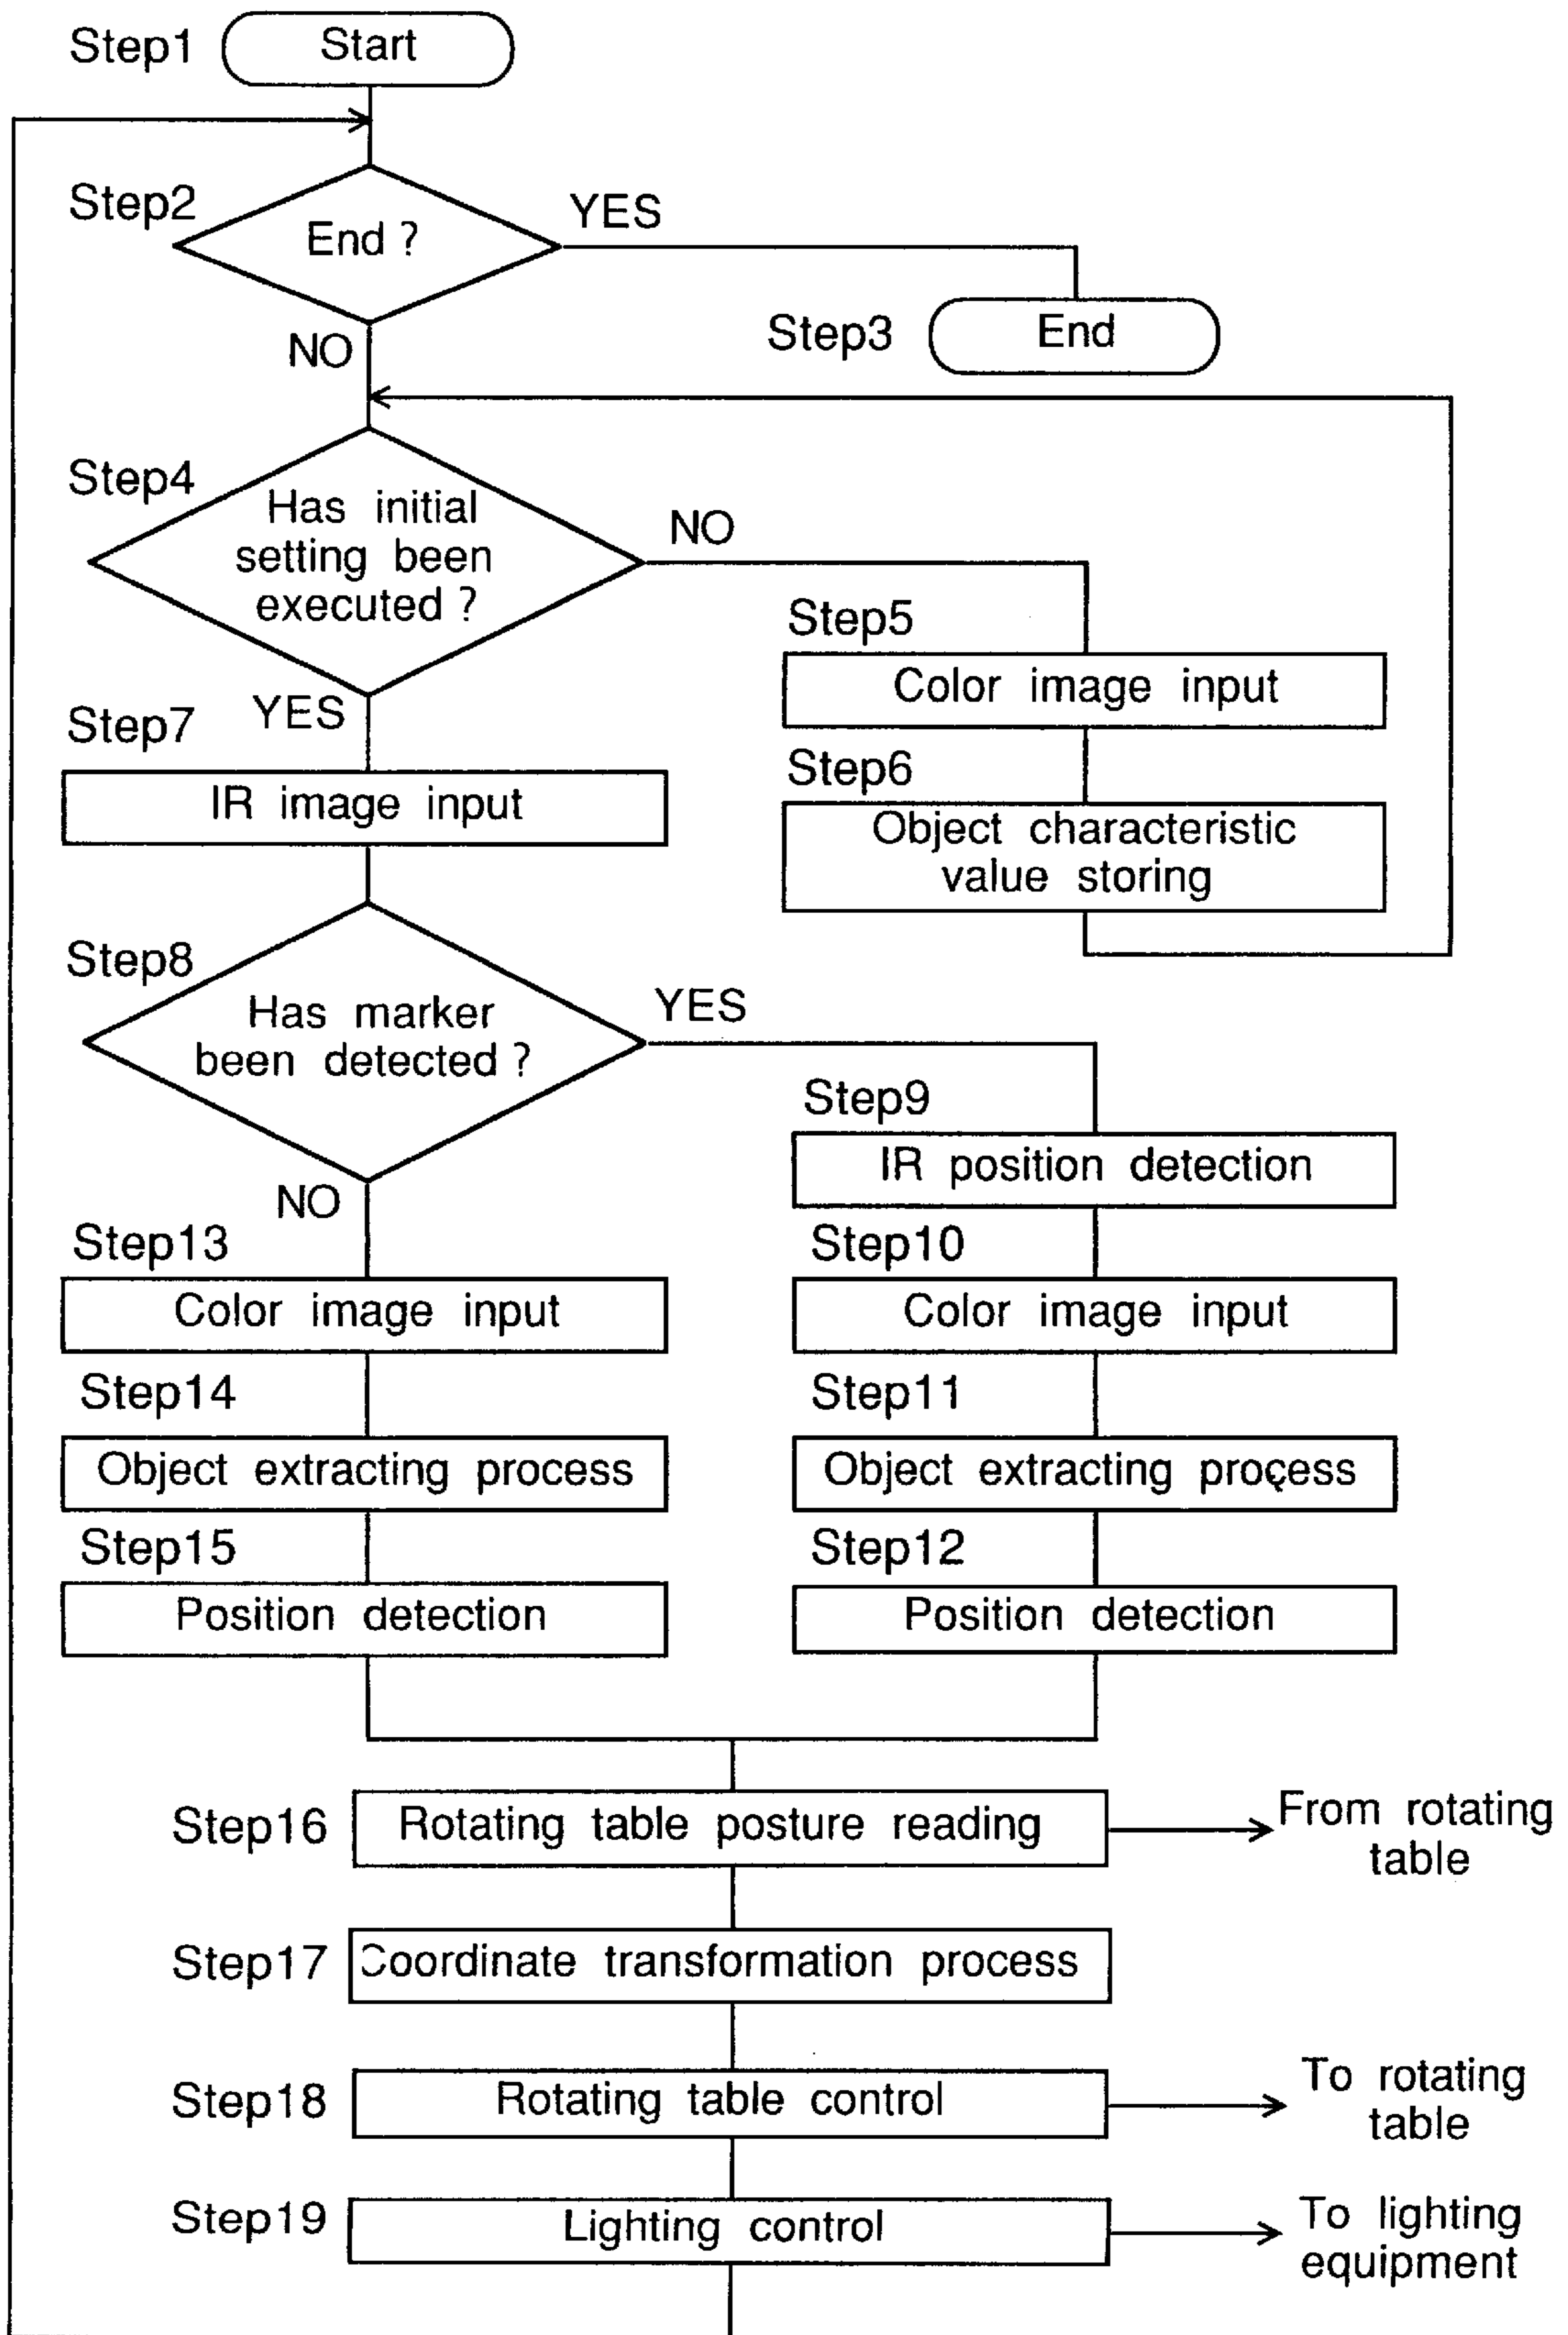 Step1
Start
Step2
End ?
YES
NO
Step3
End
Step4
Has initial
setting been
executed ?
NO
YES
Step5
Color image input
Step6
Object characteristic
value storing
Step7
IR image input
Step8
Has marker
been detected ?
YES
NO
Step9
IR position detection
Step10
Color image input
Step11
Object extracting process
Step12
Position detection
Step13
Color image input
Step14
Object extracting process
Step15
Position detection
Step16
Rotating table posture reading
From rotating
table
Step17
Coordinate transformation process
Step18
Rotating table control
To rotating
table
Step19
Lighting control
To lighting
equipment